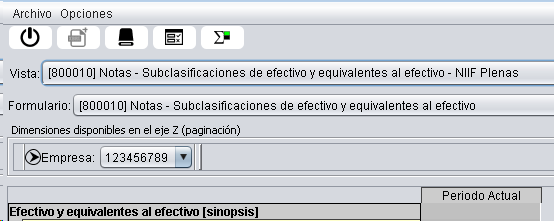 Archivo Opciones
Vista: [800010] Notas - Subclasificaciones de efectivo y equivalentes al efectivo - NIIF Plenas
Formulario: [800010] Notas - Subclasificaciones de efectivo y equivalentes al efectivo
Dimensiones disponibles en el eje Z (paginación)
Empresa: 123456789
Periodo Actual
Efectivo y equivalentes al efectivo [sinopsis]